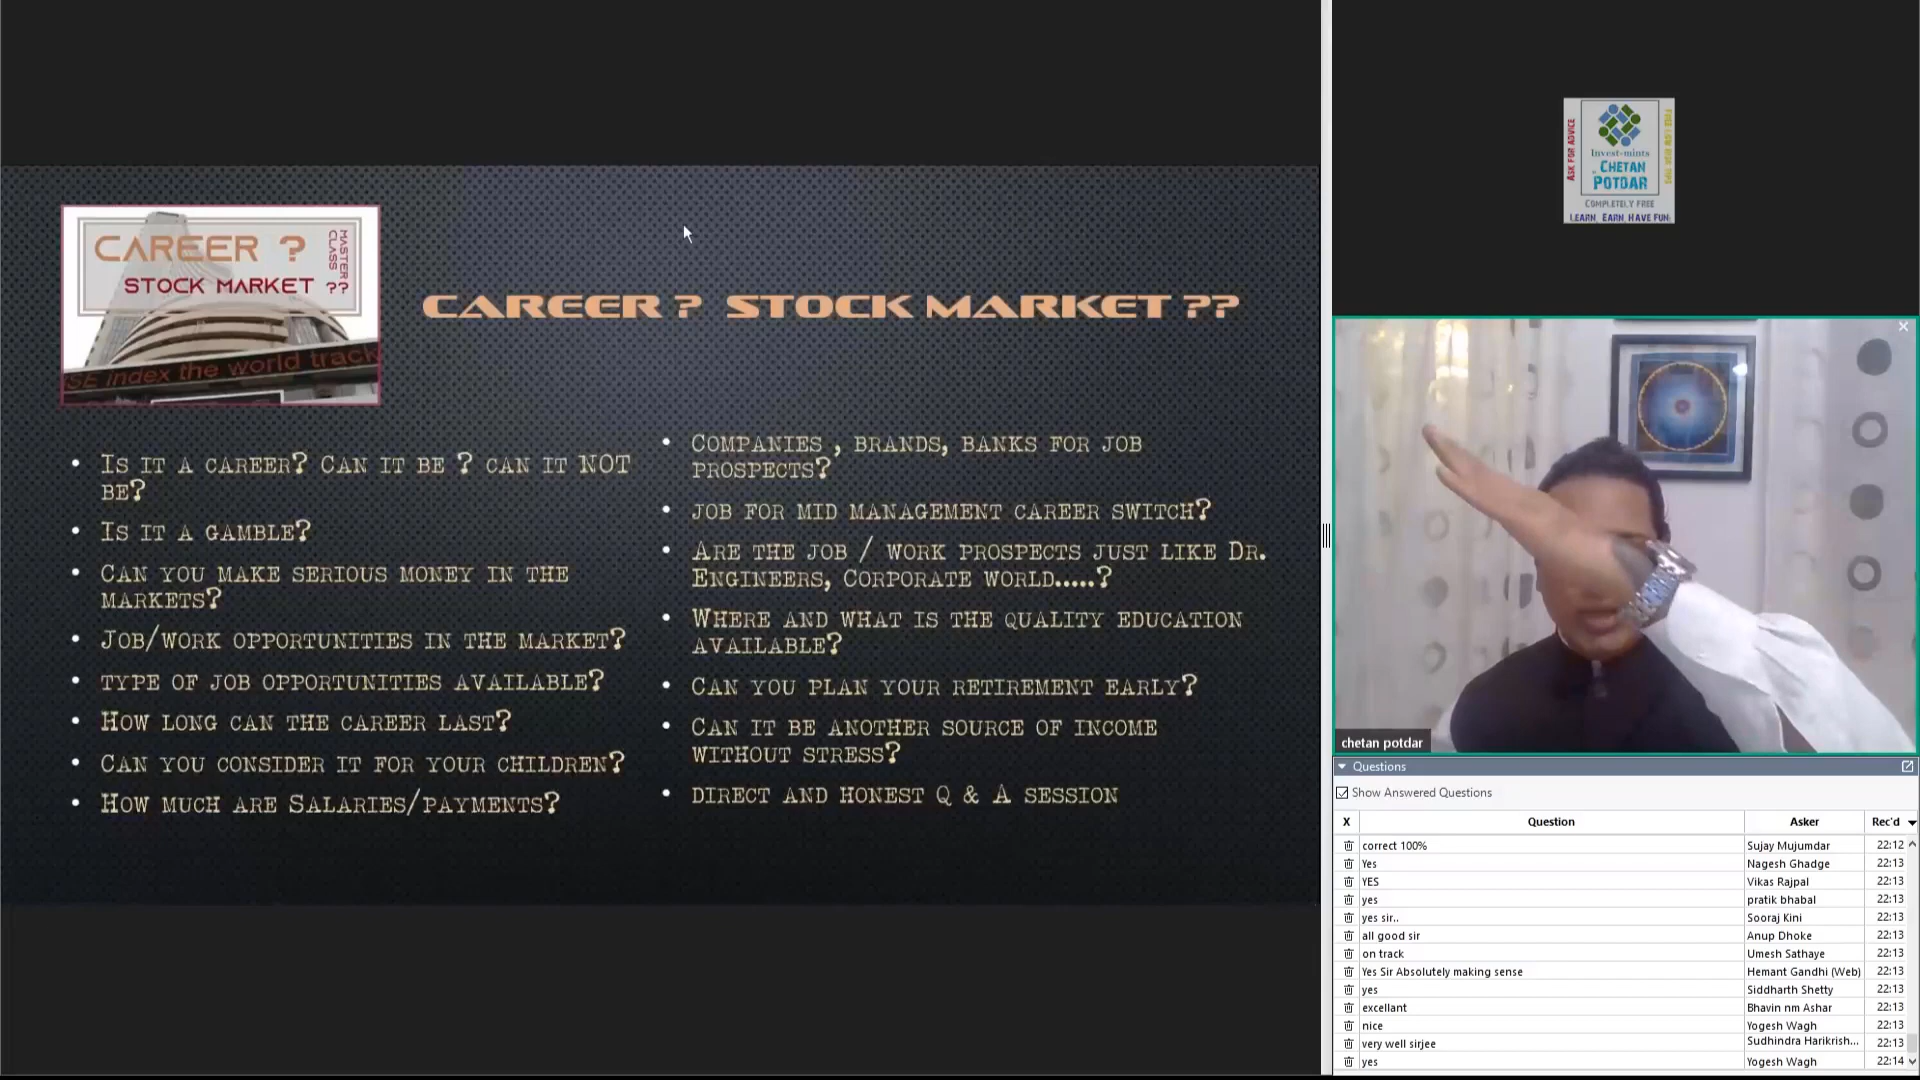 CAREER ?
STOCK MARKET ??
MASTER
CLASS
SE index the world track
CAREER ? STOCK MARKET ??
• Is it a career? Can it be ? can it NOT
be?
• Is it a gamble?
• Can you make serious money in the
markets?
• Job/work opportunities in the market?
• type of job opportunities available?
• How long can the career last?
• Can you consider it for your children?
• How much are Salaries/payments?
• Companies , brands, banks for job
prospects?
• job for mid management career switch?
• Are the job / work prospects just like Dr.
Engineers, Corporate world.....?
• Where and what is the quality education
available?
• Can you plan your retirement early?
• Can it be another source of income
without stress?
• direct and honest Q & A session
Ask for advice
Invest-mints
Chetan
Potdar
Completely free
Learn, Earn, Have Fun
chetan potdar
Questions
Show Answered Questions
X Question Asker Rec'd
correct 100% Sujay Mujumdar 22:12
Yes Nagesh Ghadge 22:13
YES Vikas Rajpal 22:13
yes pratik bhabal 22:13
yes sir.. Sooraj Kini 22:13
all good sir Anup Dhoke 22:13
on track Umesh Sathaye 22:13
Yes Sir Absolutely making sense Hemant Gandhi (Web) 22:13
yes Siddharth Shetty 22:13
excellant Bhavin nm Ashar 22:13
nice Yogesh Wagh 22:13
very well sirjee Sudhindra Harikrish... 22:13
yes Yogesh Wagh 22:14